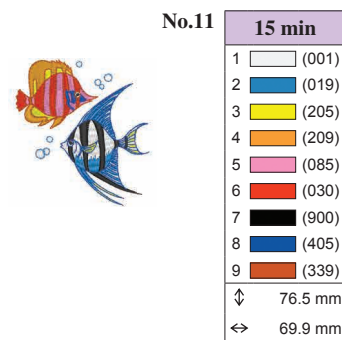 No.11
15 min
1 (001)
2 (019)
3 (205)
4 (209)
5 (085)
6 (030)
7 (900)
8 (405)
9 (339)
↕ 76.5 mm
↔ 69.9 mm